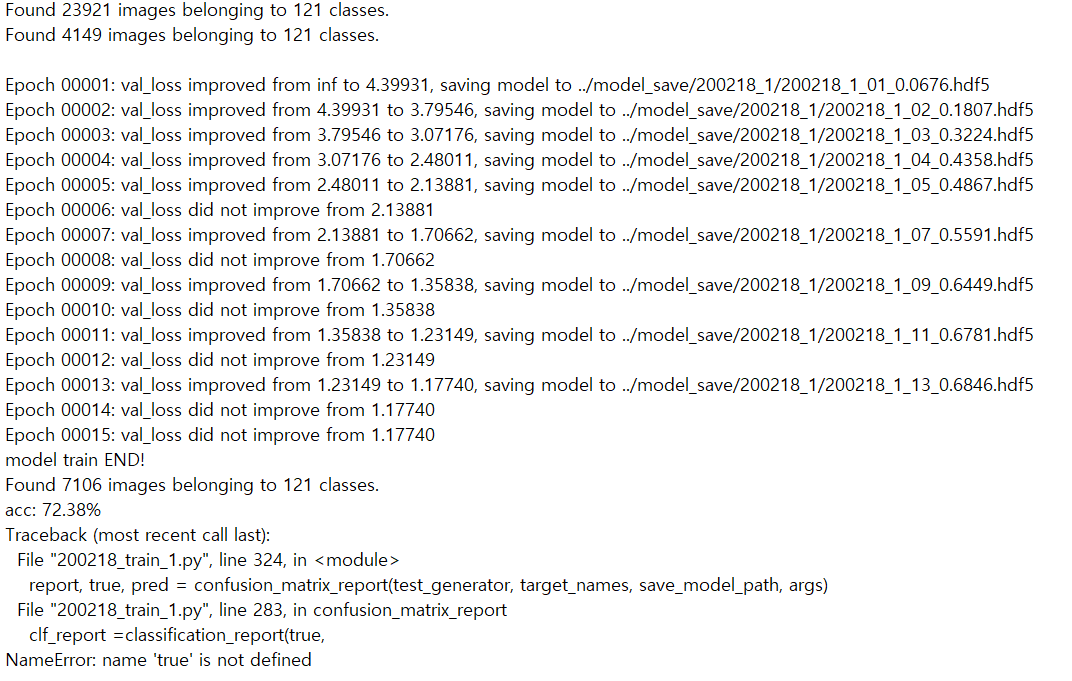 Found 23921 images belonging to 121 classes.
Found 4149 images belonging to 121 classes.
Epoch 00001: val_loss improved from inf to 4.39931, saving model to ../model_save/200218_1/200218_1_01_0.0676.hdf5
Epoch 00002: val_loss improved from 4.39931 to 3.79546, saving model to ../model_save/200218_1/200218_1_02_0.1807.hdf5
Epoch 00003: val_loss improved from 3.79546 to 3.07176, saving model to ../model_save/200218_1/200218_1_03_0.3224.hdf5
Epoch 00004: val_loss improved from 3.07176 to 2.48011, saving model to ../model_save/200218_1/200218_1_04_0.4358.hdf5
Epoch 00005: val_loss improved from 2.48011 to 2.13881, saving model to ../model_save/200218_1/200218_1_05_0.4867.hdf5
Epoch 00006: val_loss did not improve from 2.13881
Epoch 00007: val_loss improved from 2.13881 to 1.70662, saving model to ../model_save/200218_1/200218_1_07_0.5591.hdf5
Epoch 00008: val_loss did not improve from 1.70662
Epoch 00009: val_loss improved from 1.70662 to 1.35838, saving model to ../model_save/200218_1/200218_1_09_0.6449.hdf5
Epoch 00010: val_loss did not improve from 1.35838
Epoch 00011: val_loss improved from 1.35838 to 1.23149, saving model to ../model_save/200218_1/200218_1_11_0.6781.hdf5
Epoch 00012: val_loss did not improve from 1.23149
Epoch 00013: val_loss improved from 1.23149 to 1.17740, saving model to ../model_save/200218_1/200218_1_13_0.6846.hdf5
Epoch 00014: val_loss did not improve from 1.17740
Epoch 00015: val_loss did not improve from 1.17740
model train END!
Found 7106 images belonging to 121 classes.
acc: 72.38%
Traceback (most recent call last):
  File "200218_train_1.py", line 324, in <module>
    report, true, pred = confusion_matrix_report(test_generator, target_names, save_model_path, args)
  File "200218_train_1.py", line 283, in confusion_matrix_report
    clf_report =classification_report(true,
NameError: name 'true' is not defined